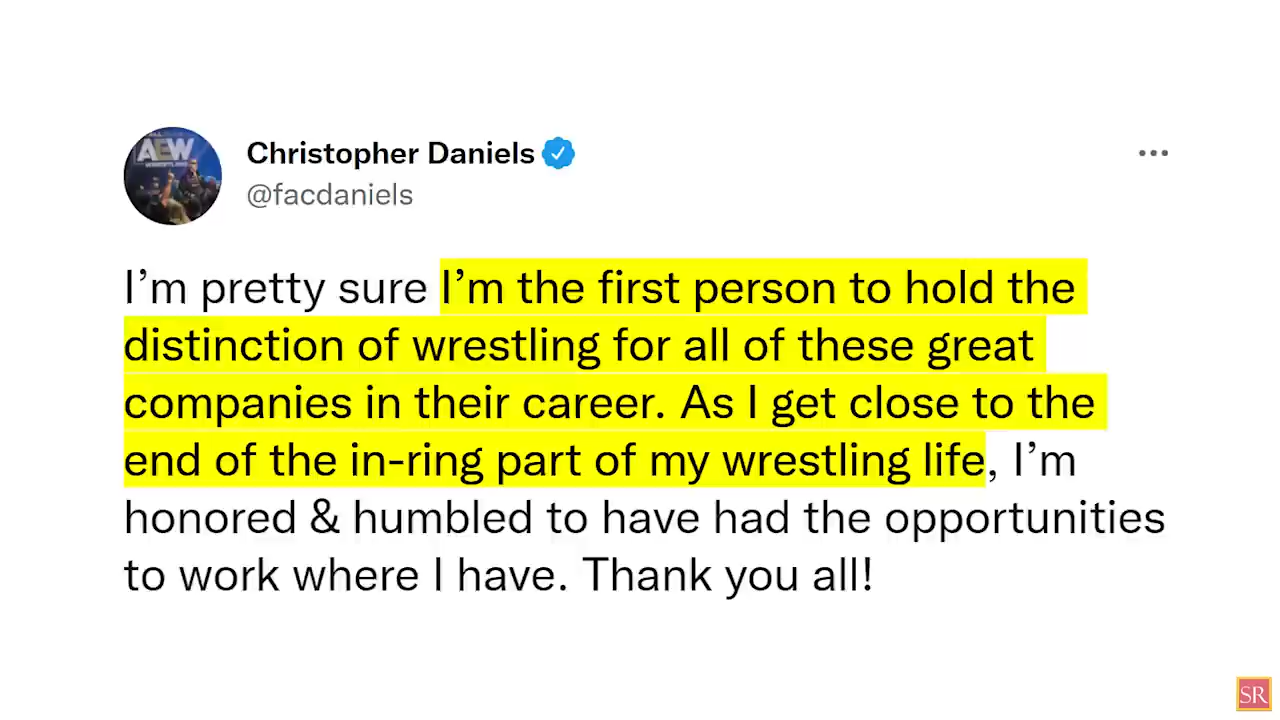 AEW
Christopher Daniels
@facdaniels
I’m pretty sure I’m the first person to hold the
distinction of wrestling for all of these great
companies in their career. As I get close to the
end of the in-ring part of my wrestling life, I’m
honored & humbled to have had the opportunities
to work where I have. Thank you all!
SR